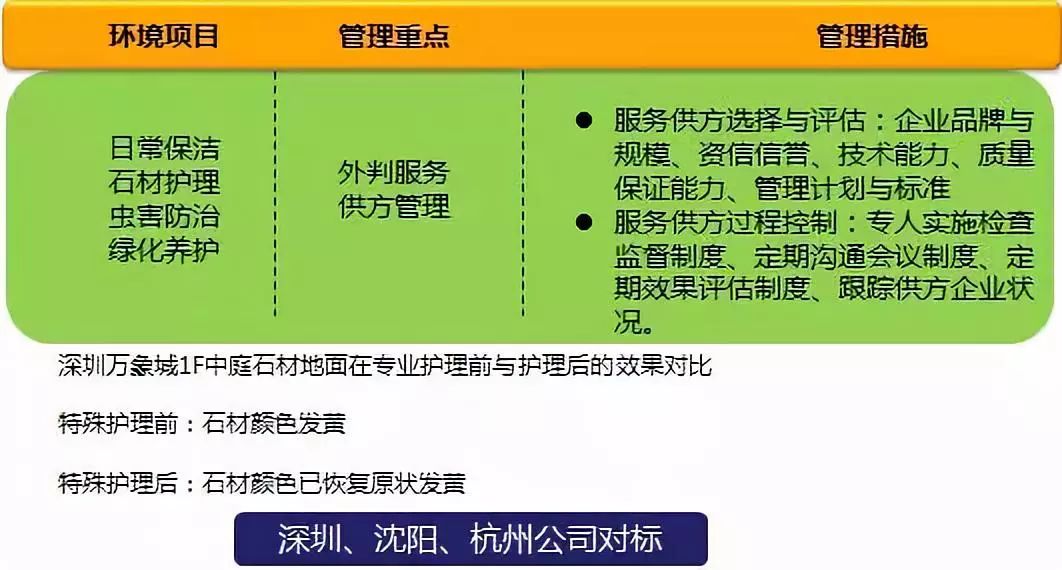 环境项目 管理重点 管理措施
日常保洁
石材护理
虫害防治
绿化养护
外判服务
供方管理
● 服务供方选择与评估：企业品牌与
规模、资信信誉、技术能力、质量
保证能力、管理计划与标准
● 服务供方过程控制：专人实施检查
监督制度、定期沟通会议制度、定
期效果评估制度、跟踪供方企业状
况。
深圳万象城1F中庭石材地面在专业护理前与护理后的效果对比
特殊护理前：石材颜色发黄
特殊护理后：石材颜色已恢复原状发黄
深圳、沈阳、杭州公司对标